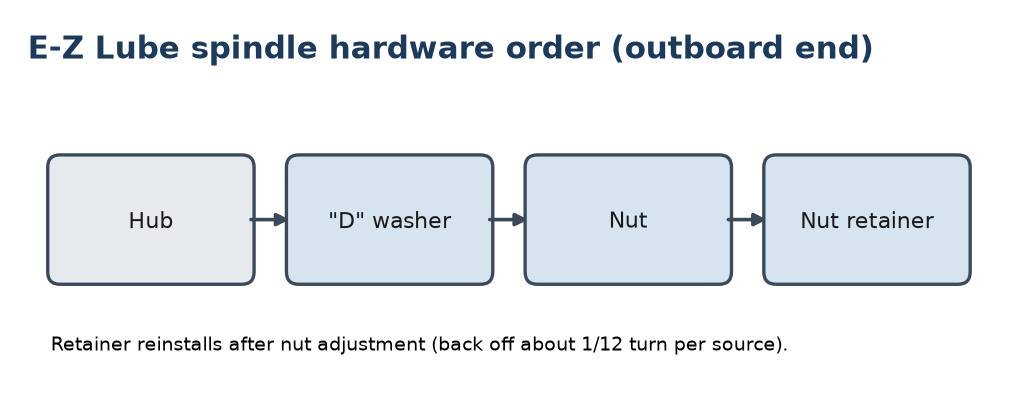 E-Z Lube spindle hardware order (outboard end)
Hub
"D" washer
Nut
Nut retainer
Retainer reinstalls after nut adjustment (back off about 1/12 turn per source).